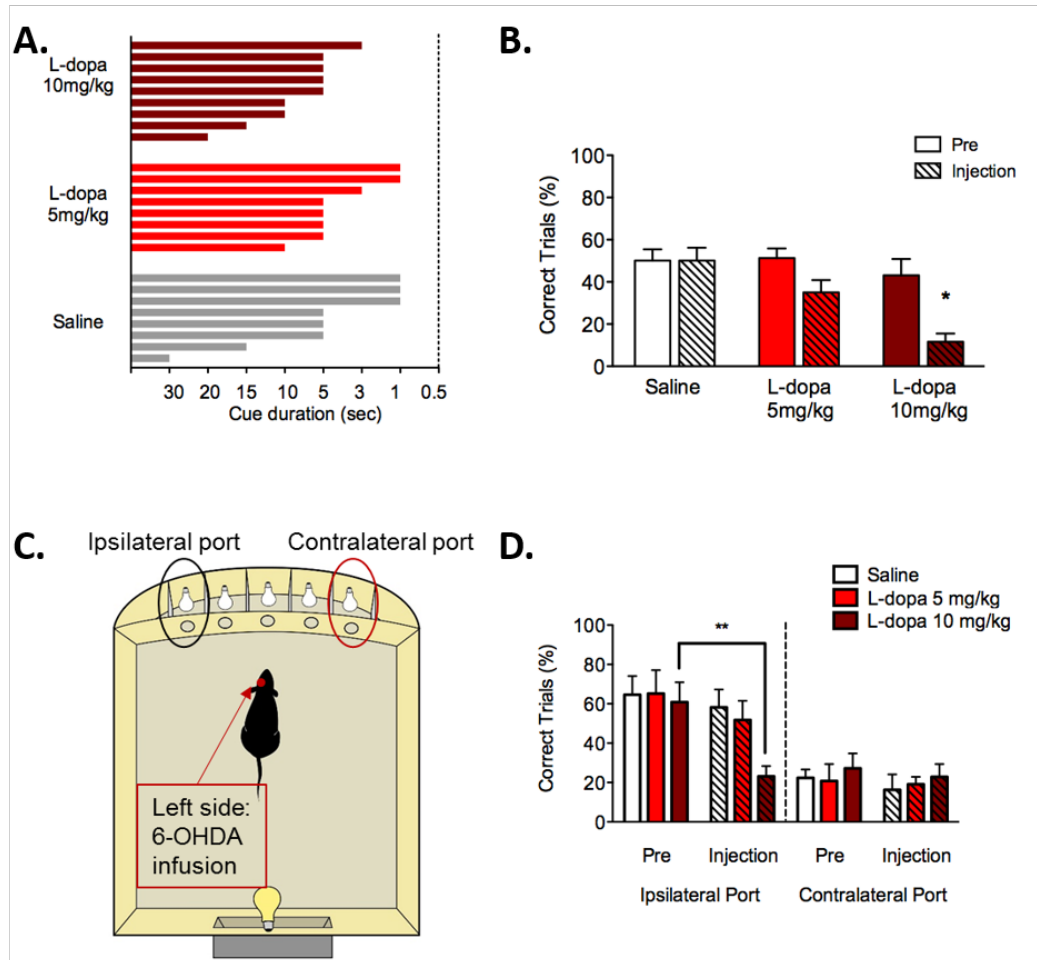 A.
L-dopa
10mg/kg
L-dopa
5mg/kg
Saline
30 20 15 10 5 3 1 0.5
Cue duration (sec)
B.
Pre
Injection
Correct Trials (%)
100
80
60
40
20
0
*
Saline
L-dopa
5mg/kg
L-dopa
10mg/kg
C.
Ipsilateral port
Contralateral port
Left side:
6-OHDA
infusion
D.
Saline
L-dopa 5 mg/kg
L-dopa 10 mg/kg
Correct Trials (%)
100
80
60
40
20
0
**
Pre Injection Pre Injection
Ipsilateral Port Contralateral Port